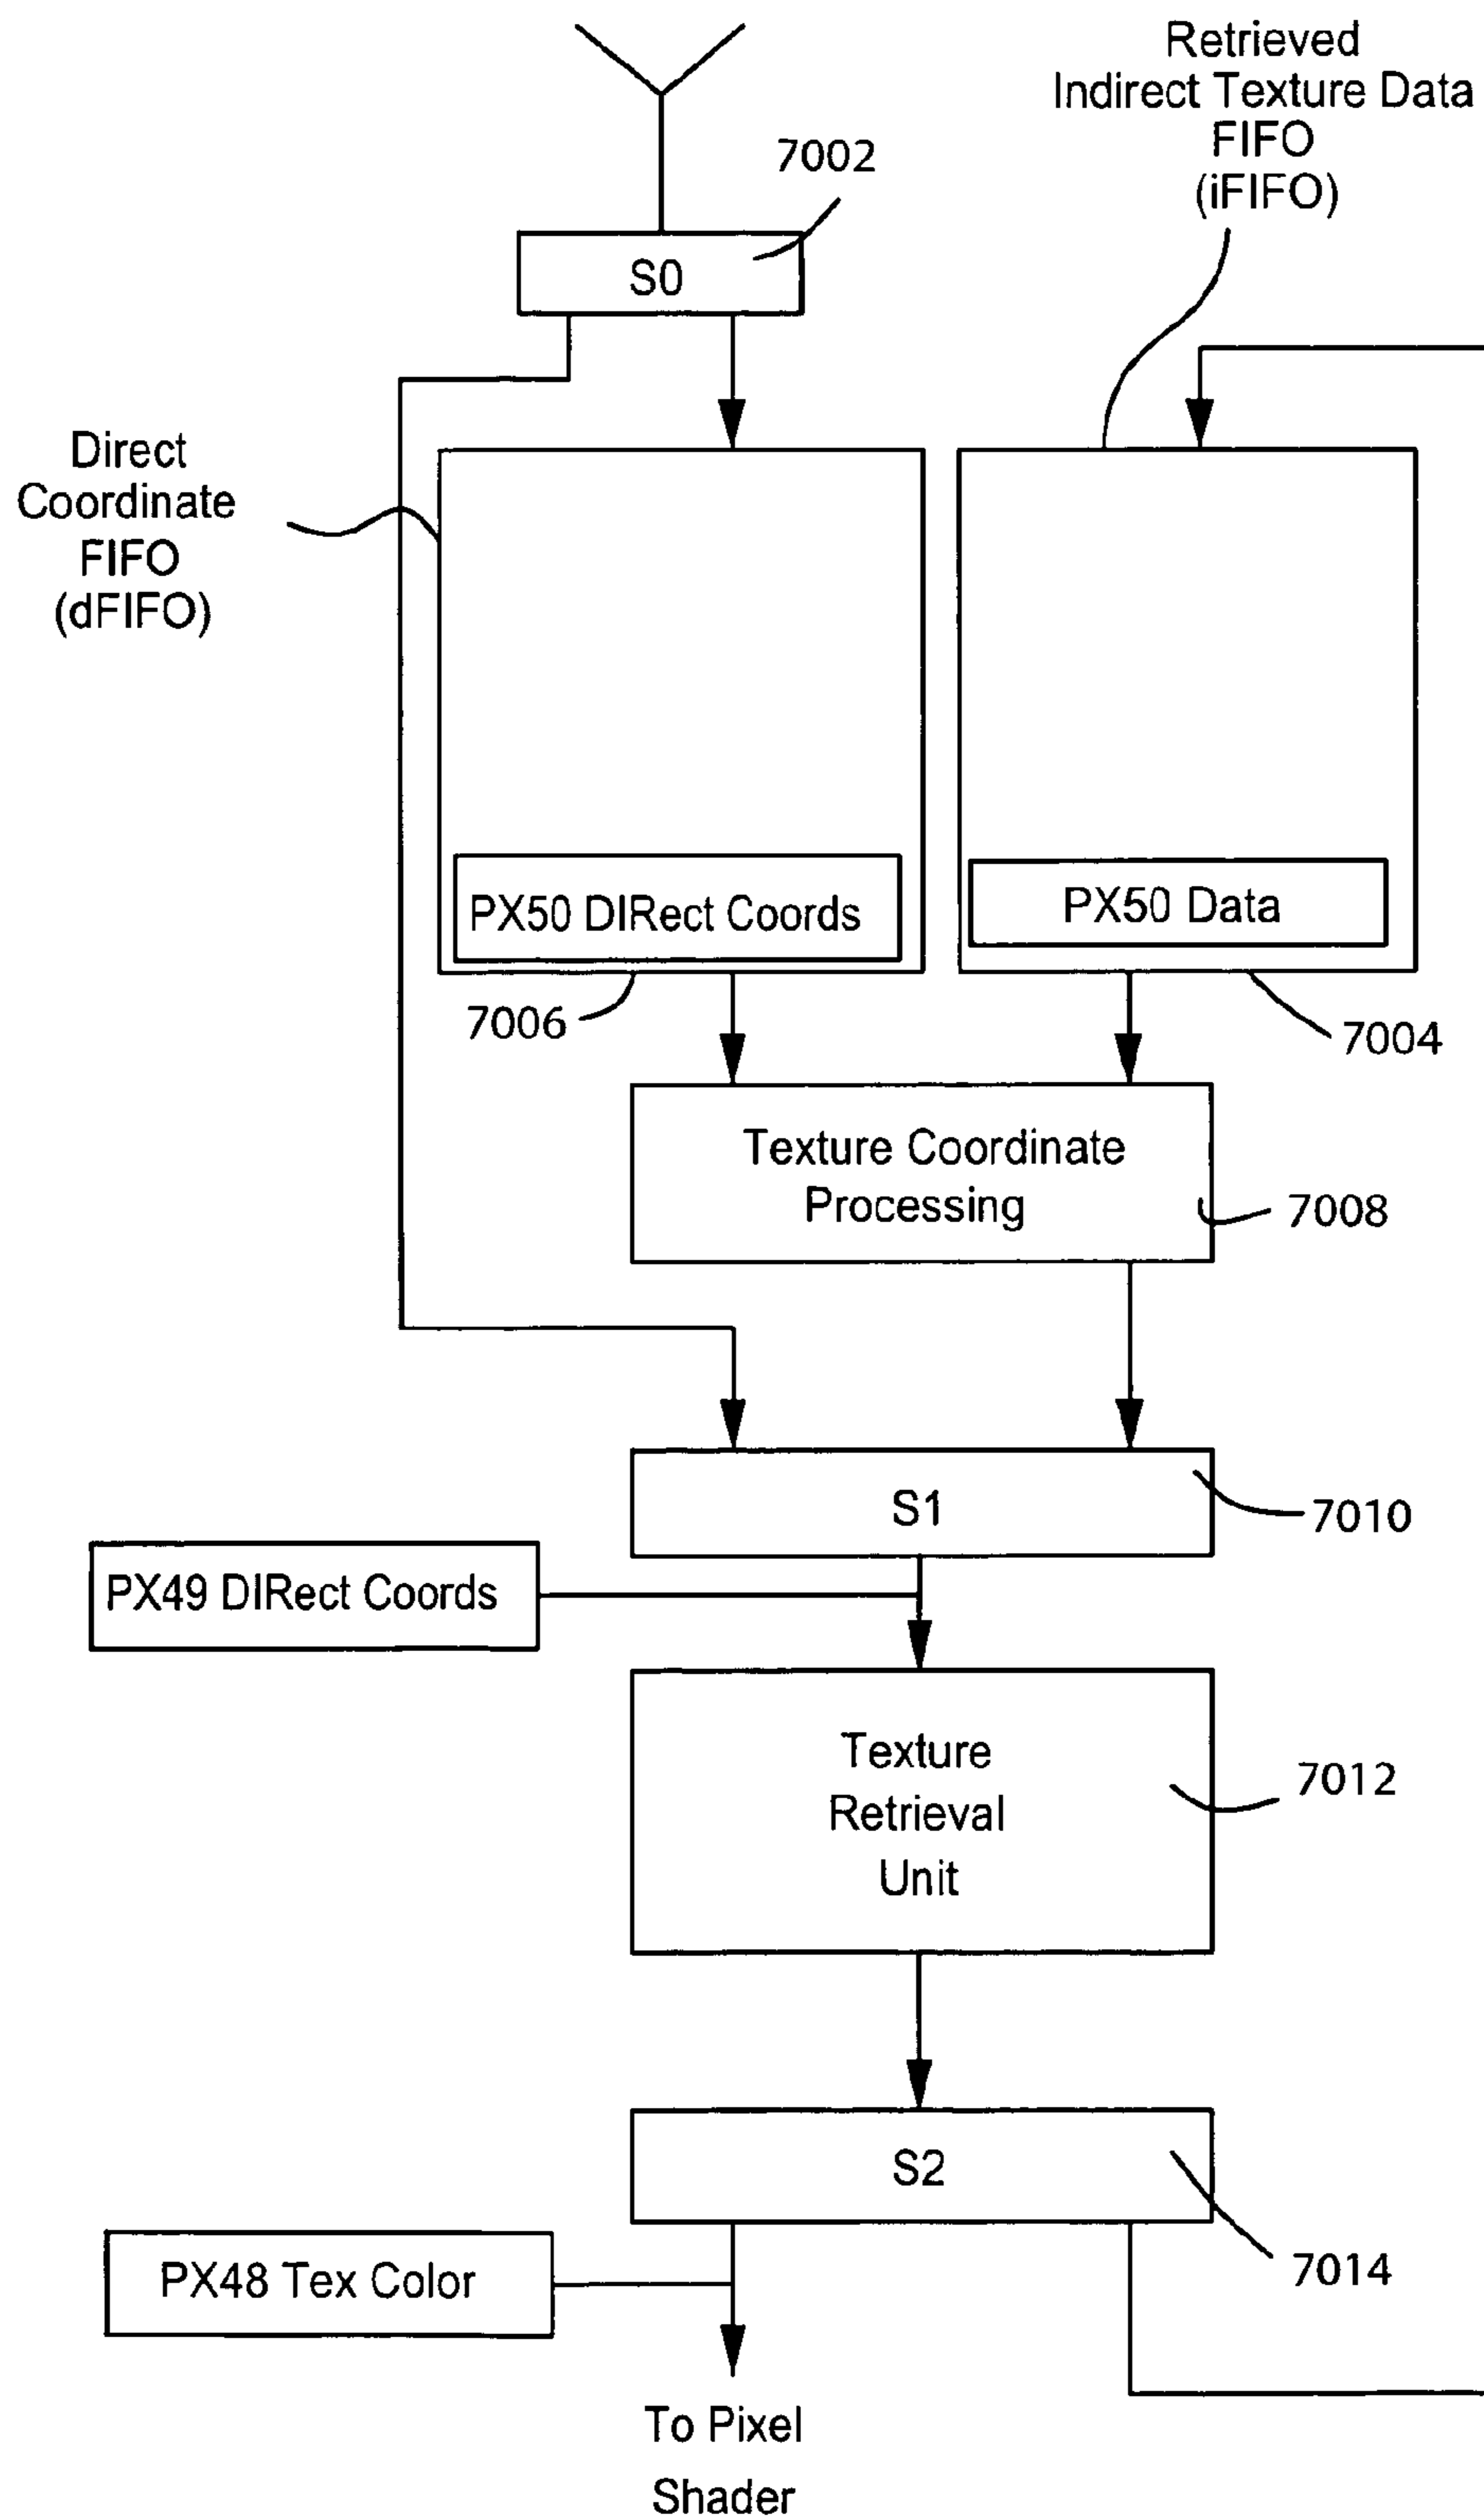 Retrieved
Indirect Texture Data
FIFO
(iFIFO)
7002
S0
Direct
Coordinate
FIFO
(dFIFO)
PX50 DIRect Coords
PX50 Data
7006
7004
Texture Coordinate
Processing
7008
S1
7010
PX49 DIRect Coords
Texture
Retrieval
Unit
7012
S2
7014
PX48 Tex Color
To Pixel
Shader